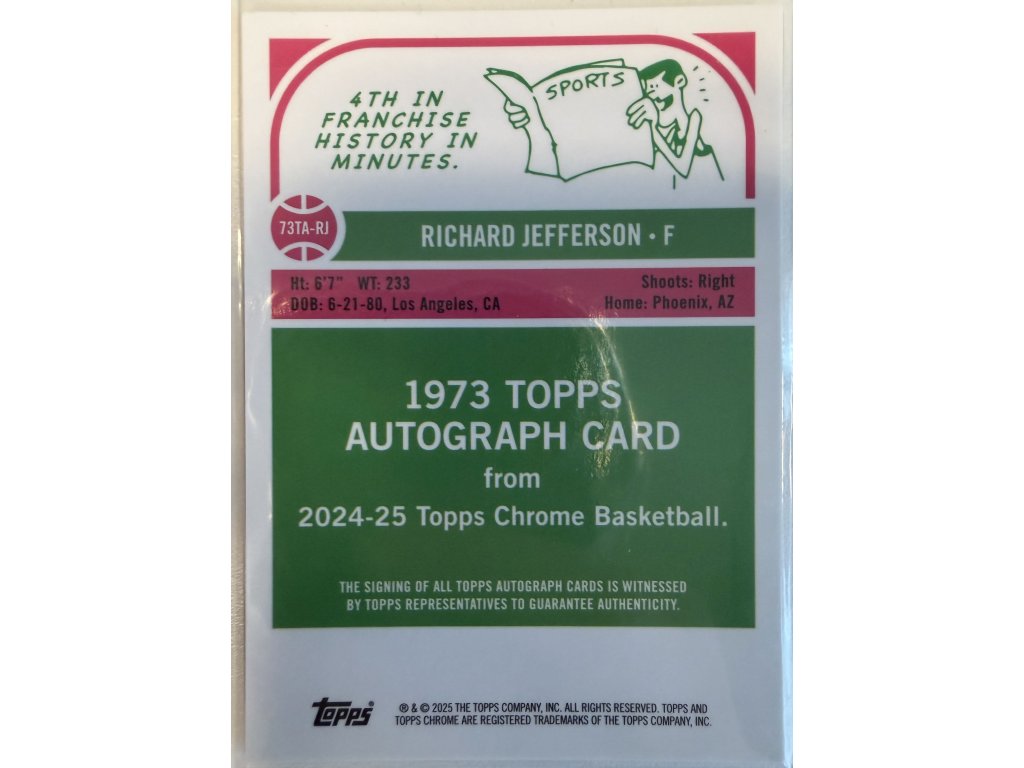 4TH IN
FRANCHISE
HISTORY IN
MINUTES.
SPORTS
73TA-RJ
RICHARD JEFFERSON • F
Ht: 6'7" WT: 233
Shoots: Right
DOB: 6-21-80, Los Angeles, CA
Home: Phoenix, AZ
1973 TOPPS
AUTOGRAPH CARD
from
2024-25 Topps Chrome Basketball.
THE SIGNING OF ALL TOPPS AUTOGRAPH CARDS IS WITNESSED
BY TOPPS REPRESENTATIVES TO GUARANTEE AUTHENTICITY.
topps
® & © 2025 THE TOPPS COMPANY, INC. ALL RIGHTS RESERVED. TOPPS AND
TOPPS CHROME ARE REGISTERED TRADEMARKS OF THE TOPPS COMPANY, INC.